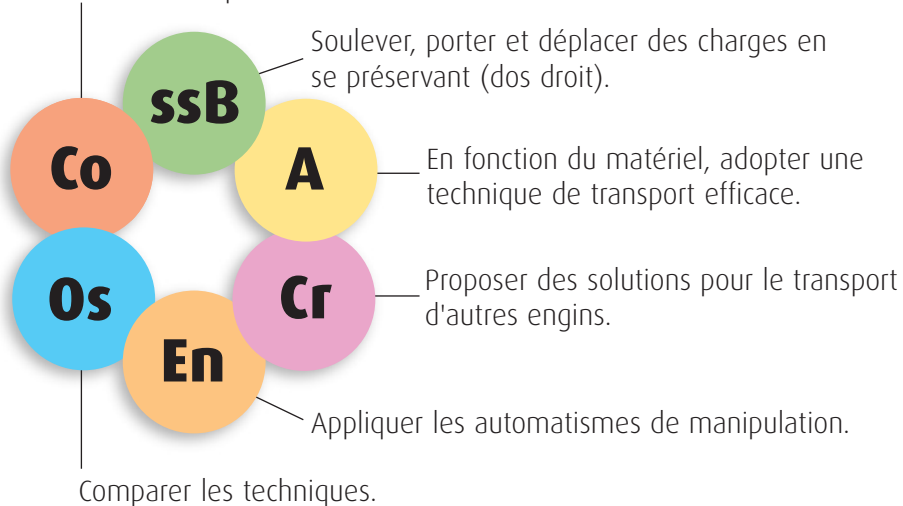 Soulever, porter et déplacer des charges en
se préservant (dos droit).
ssB
Co
A
En fonction du matériel, adopter une
technique de transport efficace.
Os
Cr
Proposer des solutions pour le transport
d'autres engins.
En
Appliquer les automatismes de manipulation.
Comparer les techniques.